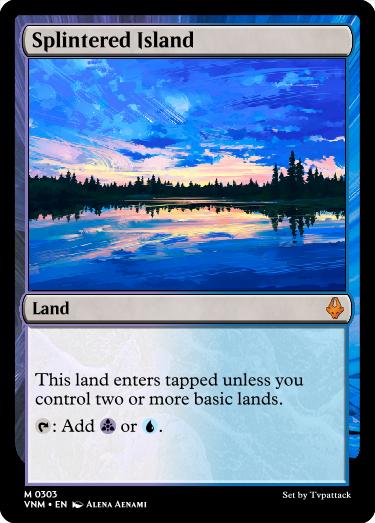 Splintered Island
Land
This land enters tapped unless you
control two or more basic lands.
: Add or .
M 0303
VNM • EN Alena Aenami
Set by Tvpattack